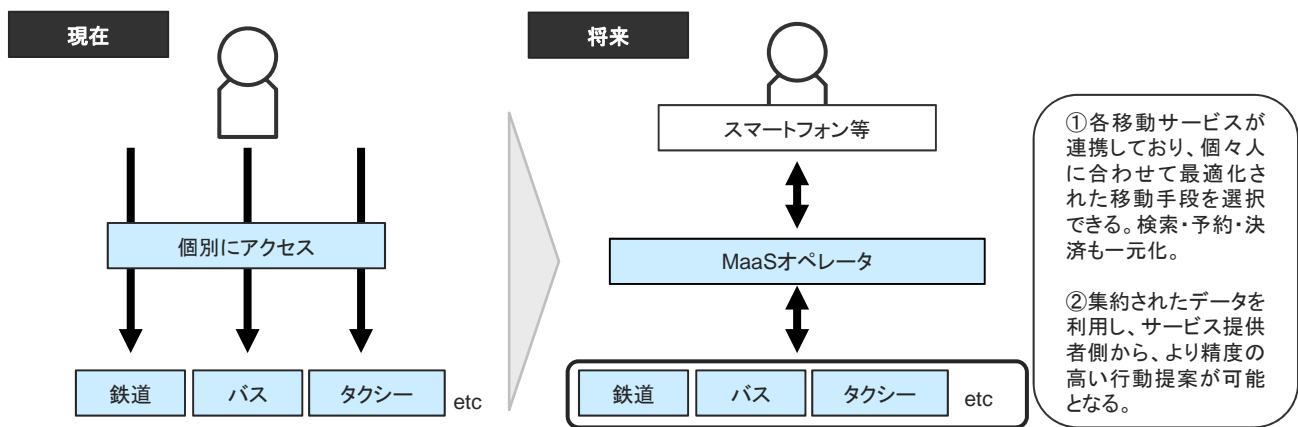 現在
個別にアクセス
鉄道
バス
タクシー
etc
将来
スマートフォン等
MaaSオペレータ
鉄道
バス
タクシー
etc
①各移動サービスが
連携しており、個々人
に合わせて最適化さ
れた移動手段を選択
できる。検索・予約・決
済も一元化。
②集約されたデータを
利用し、サービス提供
者側から、より精度の
高い行動提案が可能
となる。